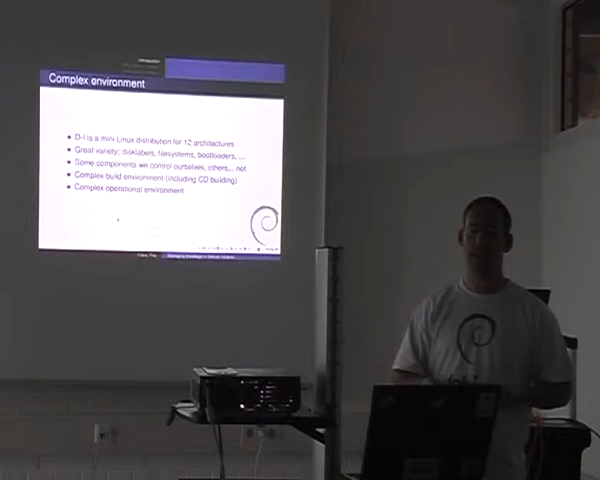 Introduction
Complex environment
D-I is a mini Linux distribution for 12 architectures
Great variety: disklabels, filesystems, bootloaders, ...
Some components we control ourselves, others... not
Complex build environment (including CD building)
Complex operational environment